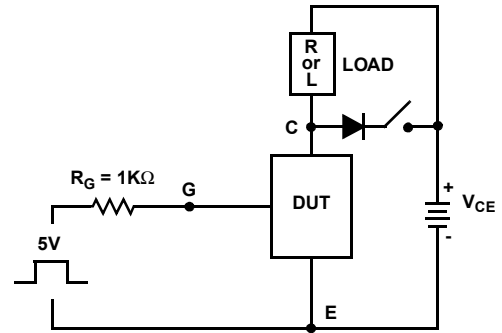 R
or
L
LOAD
C
R_G = 1KΩ
G
DUT
5V
+
V_CE
-
E